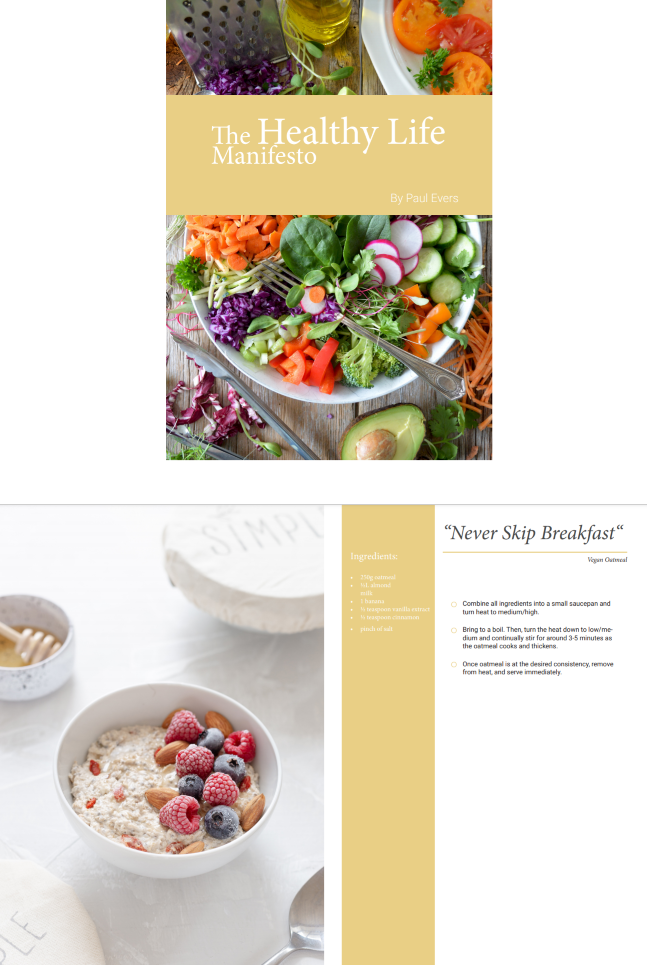 The Healthy Life
Manifesto
By Paul Evers
SIMPL
Ingredients:
• 250g oatmeal
• almond
milk
• 1 banana
• ½ teaspoon vanilla extract
• teaspoon cinnamon
• pinch of salt
“Never Skip Breakfast“
Vegan Oatmeal
Combine all ingredients into a small saucepan and
turn heat to medium/high.
Bring to a boil. Then, turn the heat down to low/me-
dium and continually stir for around 3-5 minutes as
the oatmeal cooks and thickens.
Once oatmeal is at the desired consistency, remove
from heat, and serve immediately.
PLE